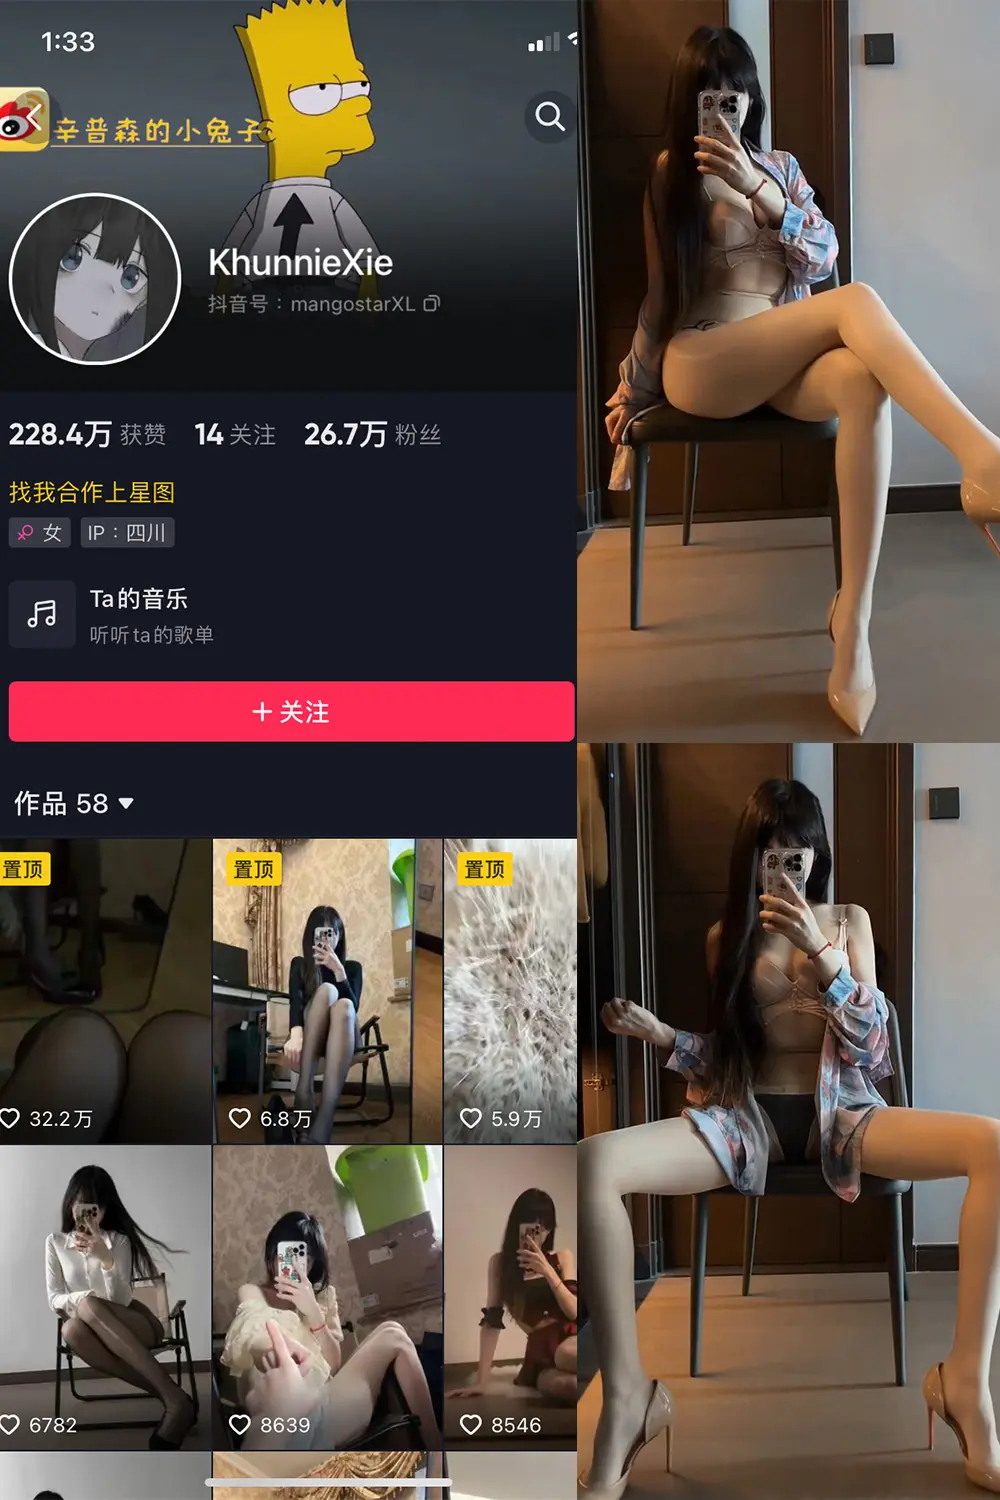 1:33
辛普森的小兔子
KhunnieXie
抖音号：mangostarXL
228.4万 获赞 14 关注 26.7万 粉丝
找我合作上星图
女 IP：四川
Ta的音乐
听听ta的歌单
+ 关注
作品 58
置顶 置顶 置顶
32.2万 6.8万 5.9万
6782 8639 8546